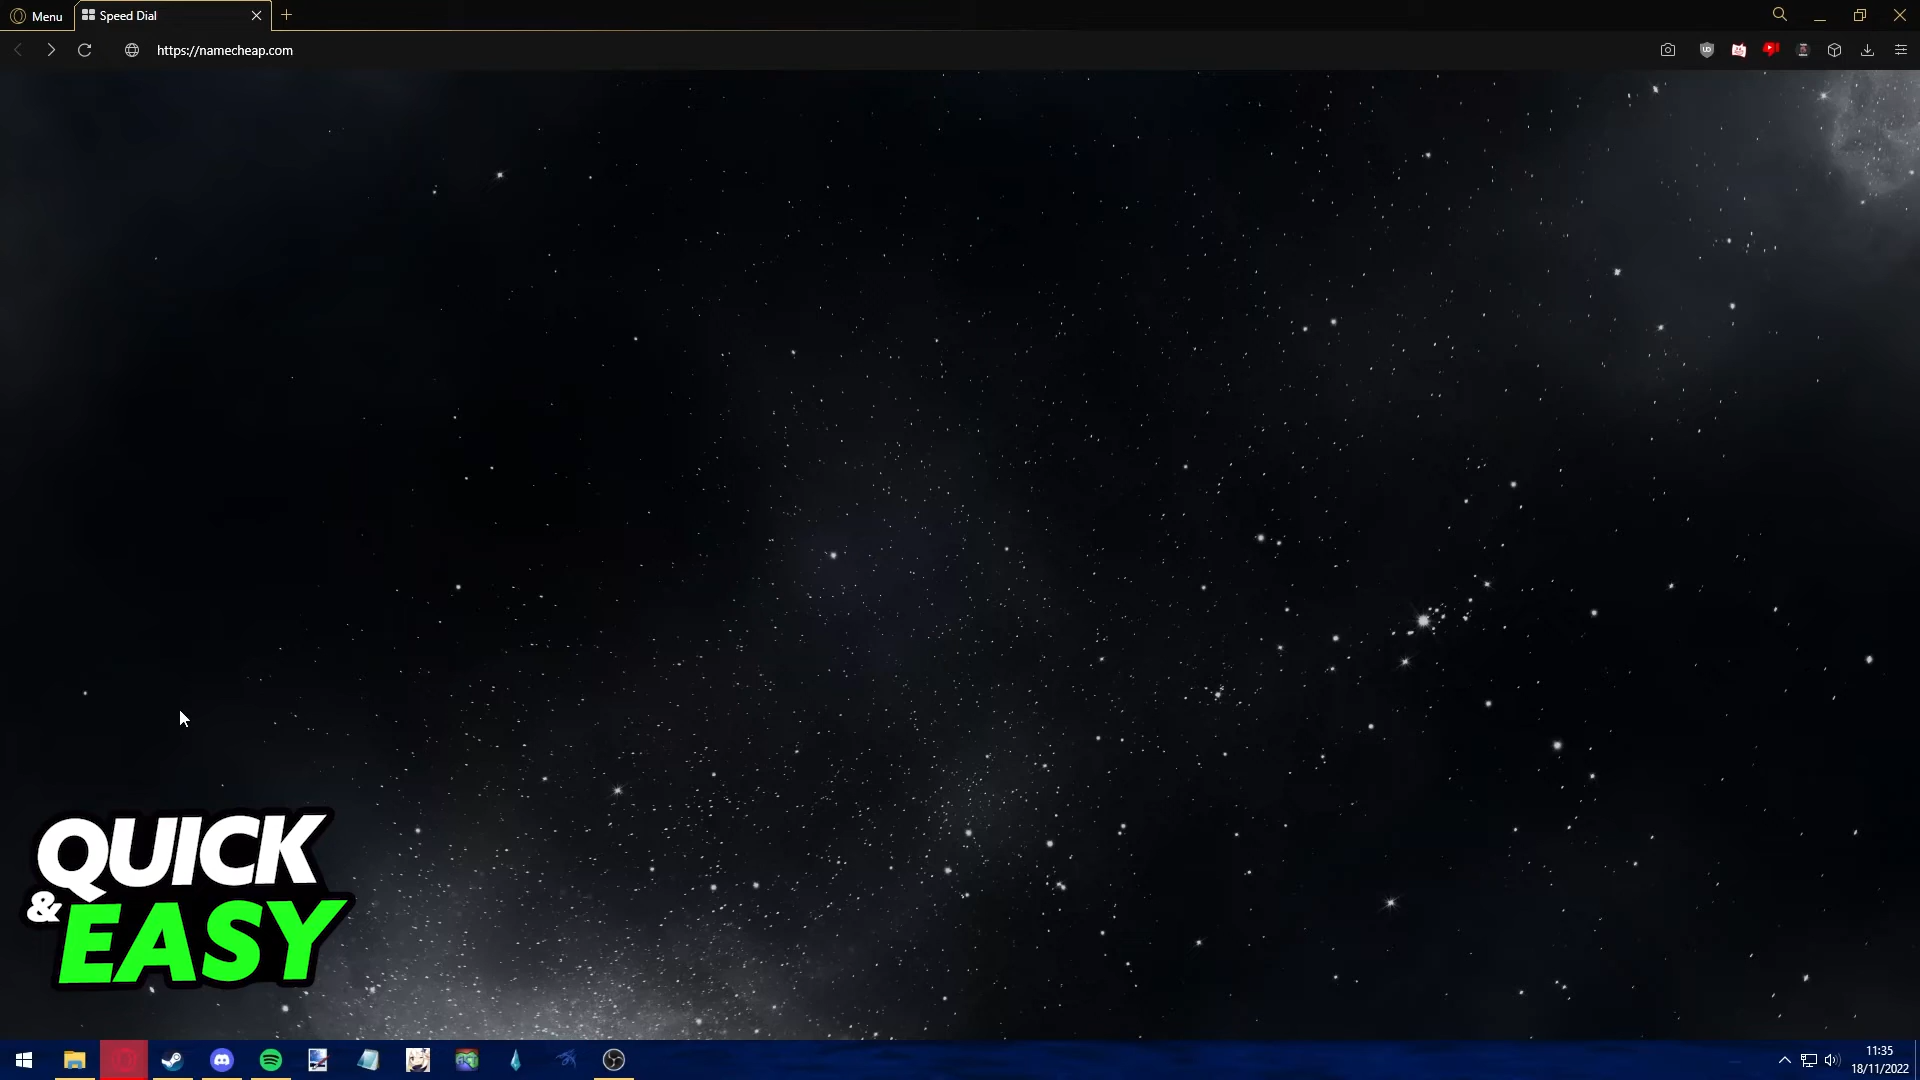 Menu
Speed Dial
https://namecheap.com
QUICK
& EASY
11:35
18/11/2022